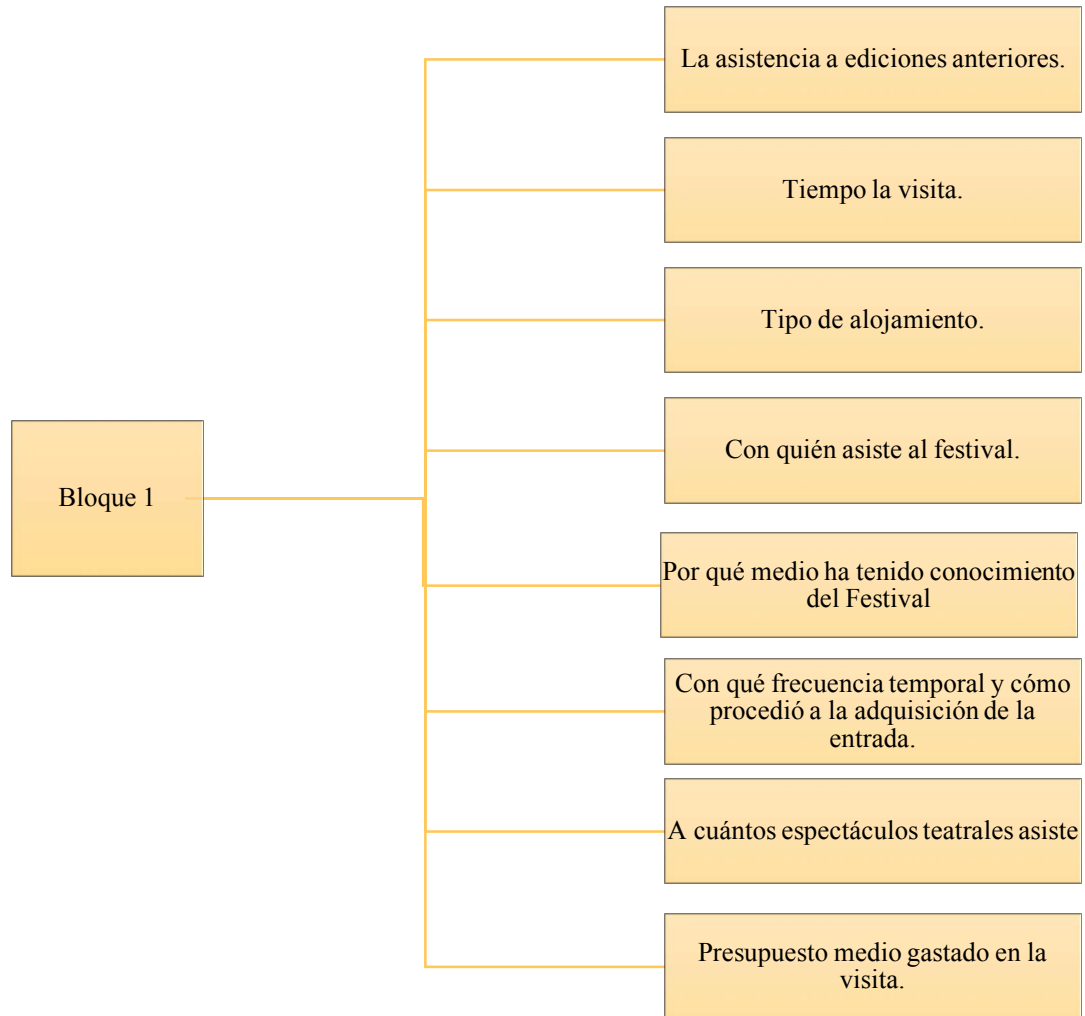 La asistencia a ediciones anteriores.
Tiempo la visita.
Tipo de alojamiento.
Con quién asiste al festival.
Bloque 1
Por qué medio ha tenido conocimiento
del Festival
Con qué frecuencia temporal y cómo
procedió a la adquisición de la
entrada.
A cuántos espectáculos teatrales asiste
Presupuesto medio gastado en la
visita.